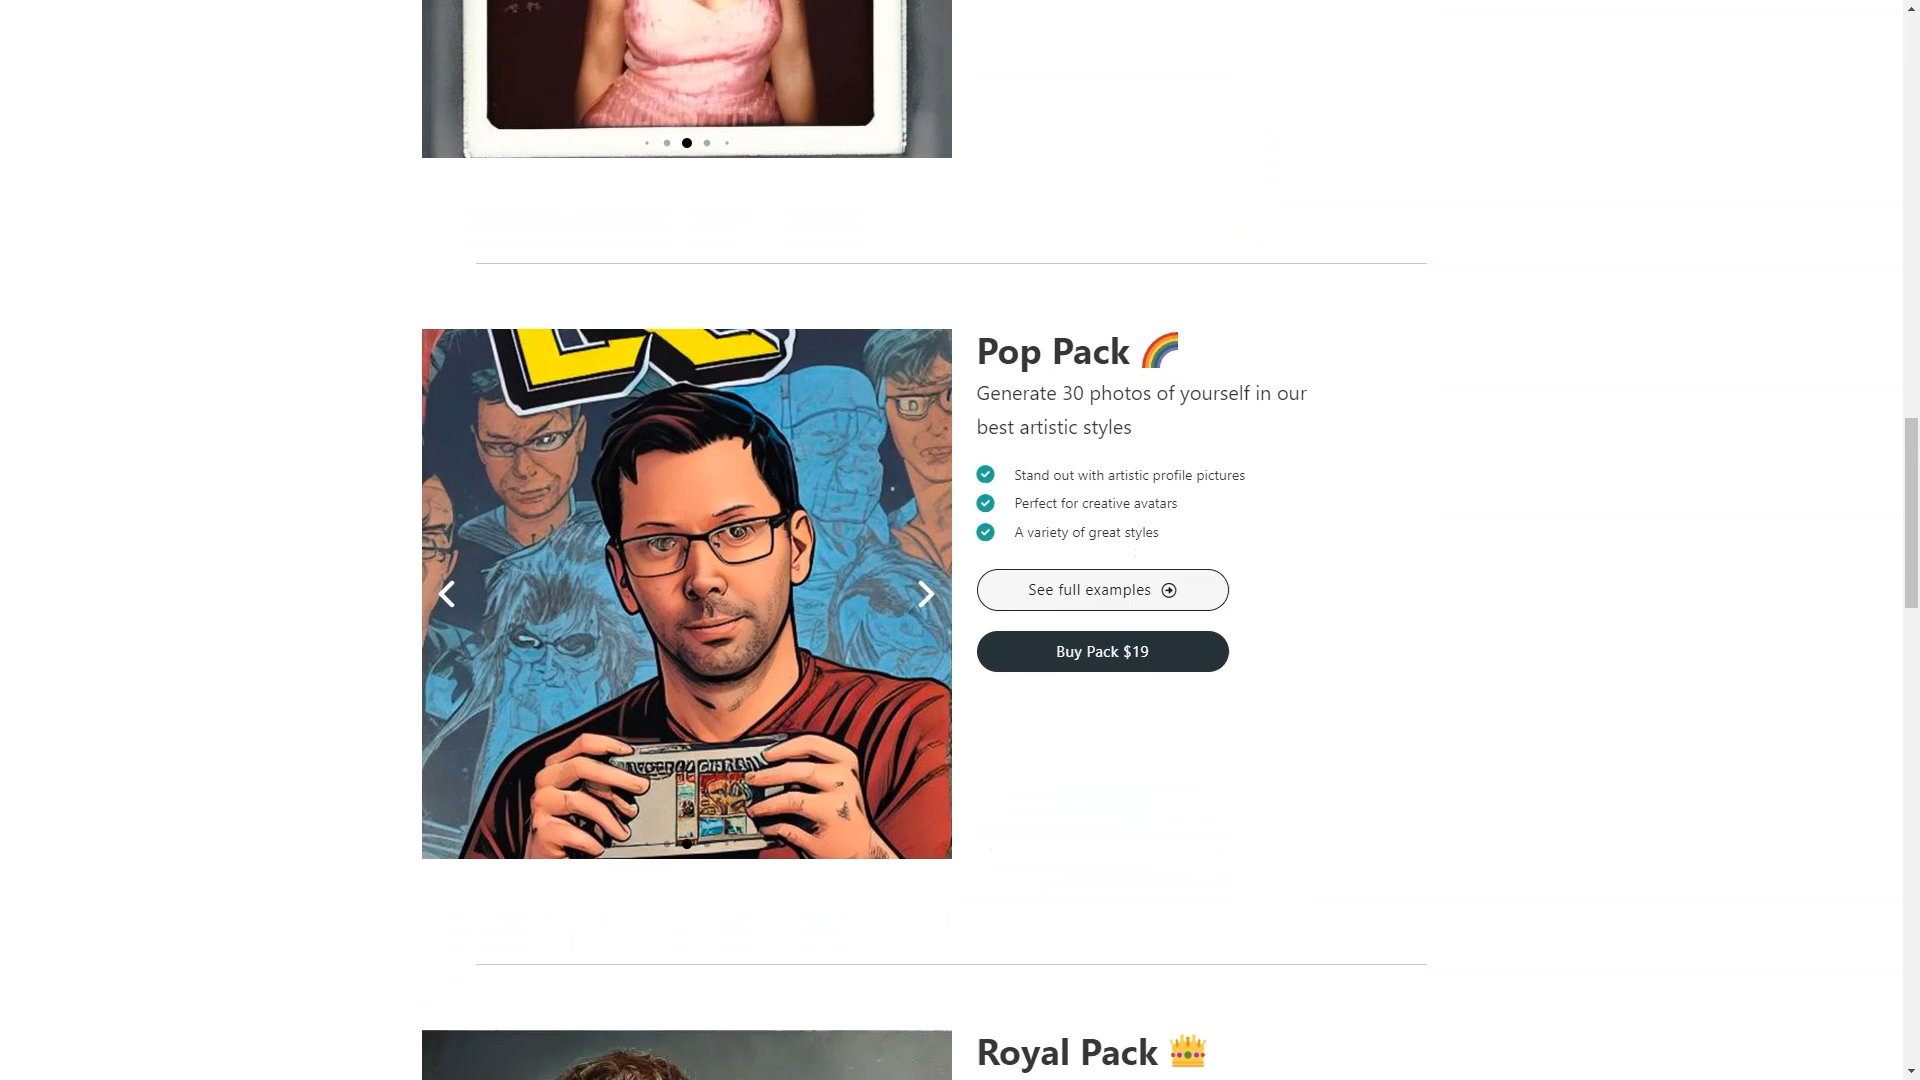 Pop Pack
Generate 30 photos of yourself in our
best artistic styles
Stand out with artistic profile pictures
Perfect for creative avatars
A variety of great styles
See full examples
Buy Pack $19
Royal Pack